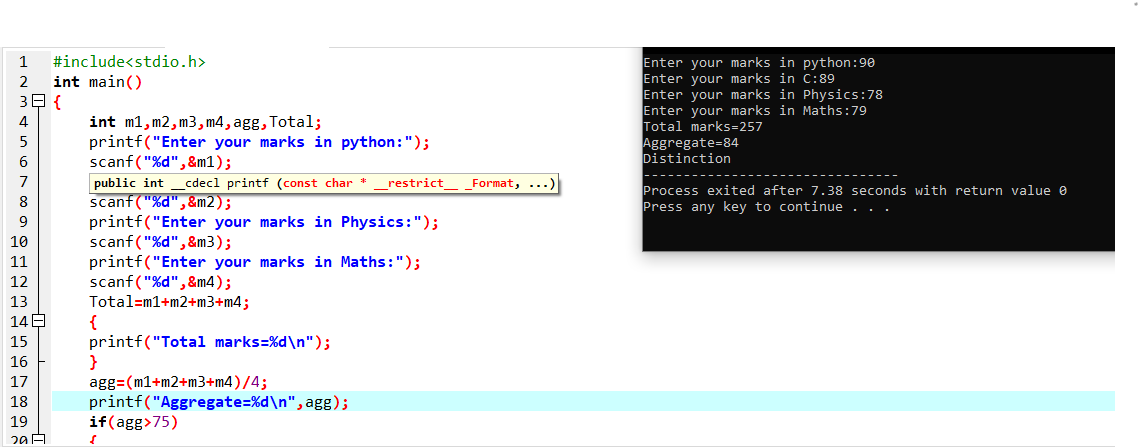 1 #include<stdio.h>
2 int main()
3 {
4 int m1,m2,m3,m4,agg,Total;
5 printf("Enter your marks in python:");
6 scanf("%d",&m1);
7 public int __cdecl printf (const char * __restrict__ _Format, ...)
8 scanf("%d",&m2);
9 printf("Enter your marks in Physics:");
10 scanf("%d",&m3);
11 printf("Enter your marks in Maths:");
12 scanf("%d",&m4);
13 Total=m1+m2+m3+m4;
14 {
15 printf("Total marks=%d\n");
16 }
17 agg=(m1+m2+m3+m4)/4;
18 printf("Aggregate=%d\n",agg);
19 if(agg>75)
20 {
Enter your marks in python:90
Enter your marks in C:89
Enter your marks in Physics:78
Enter your marks in Maths:79
Total marks=257
Aggregate=84
Distinction
--------------------------------
Process exited after 7.38 seconds with return value 0
Press any key to continue . . .